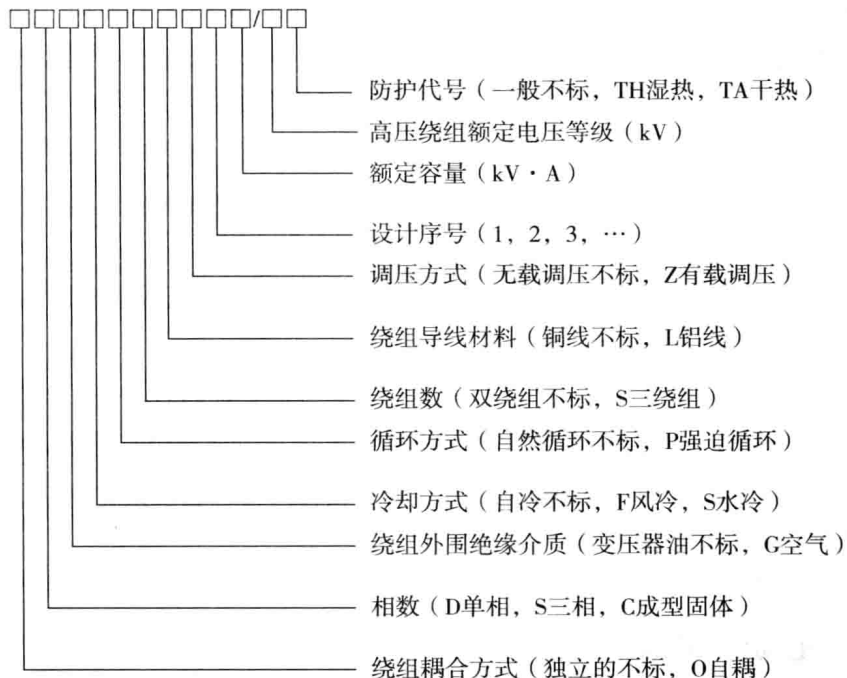 □□□□□□□□□□/□□
防护代号（一般不标，TH湿热，TA干热）
高压绕组额定电压等级（kV）
额定容量（kV·A）
设计序号（1，2，3，…）
调压方式（无载调压不标，Z有载调压）
绕组导线材料（铜线不标，L铝线）
绕组数（双绕组不标，S三绕组）
循环方式（自然循环不标，P强迫循环）
冷却方式（自冷不标，F风冷，S水冷）
绕组外围绝缘介质（变压器油不标，G空气）
相数（D单相，S三相，C成型固体）
绕组耦合方式（独立的不标，O自耦）